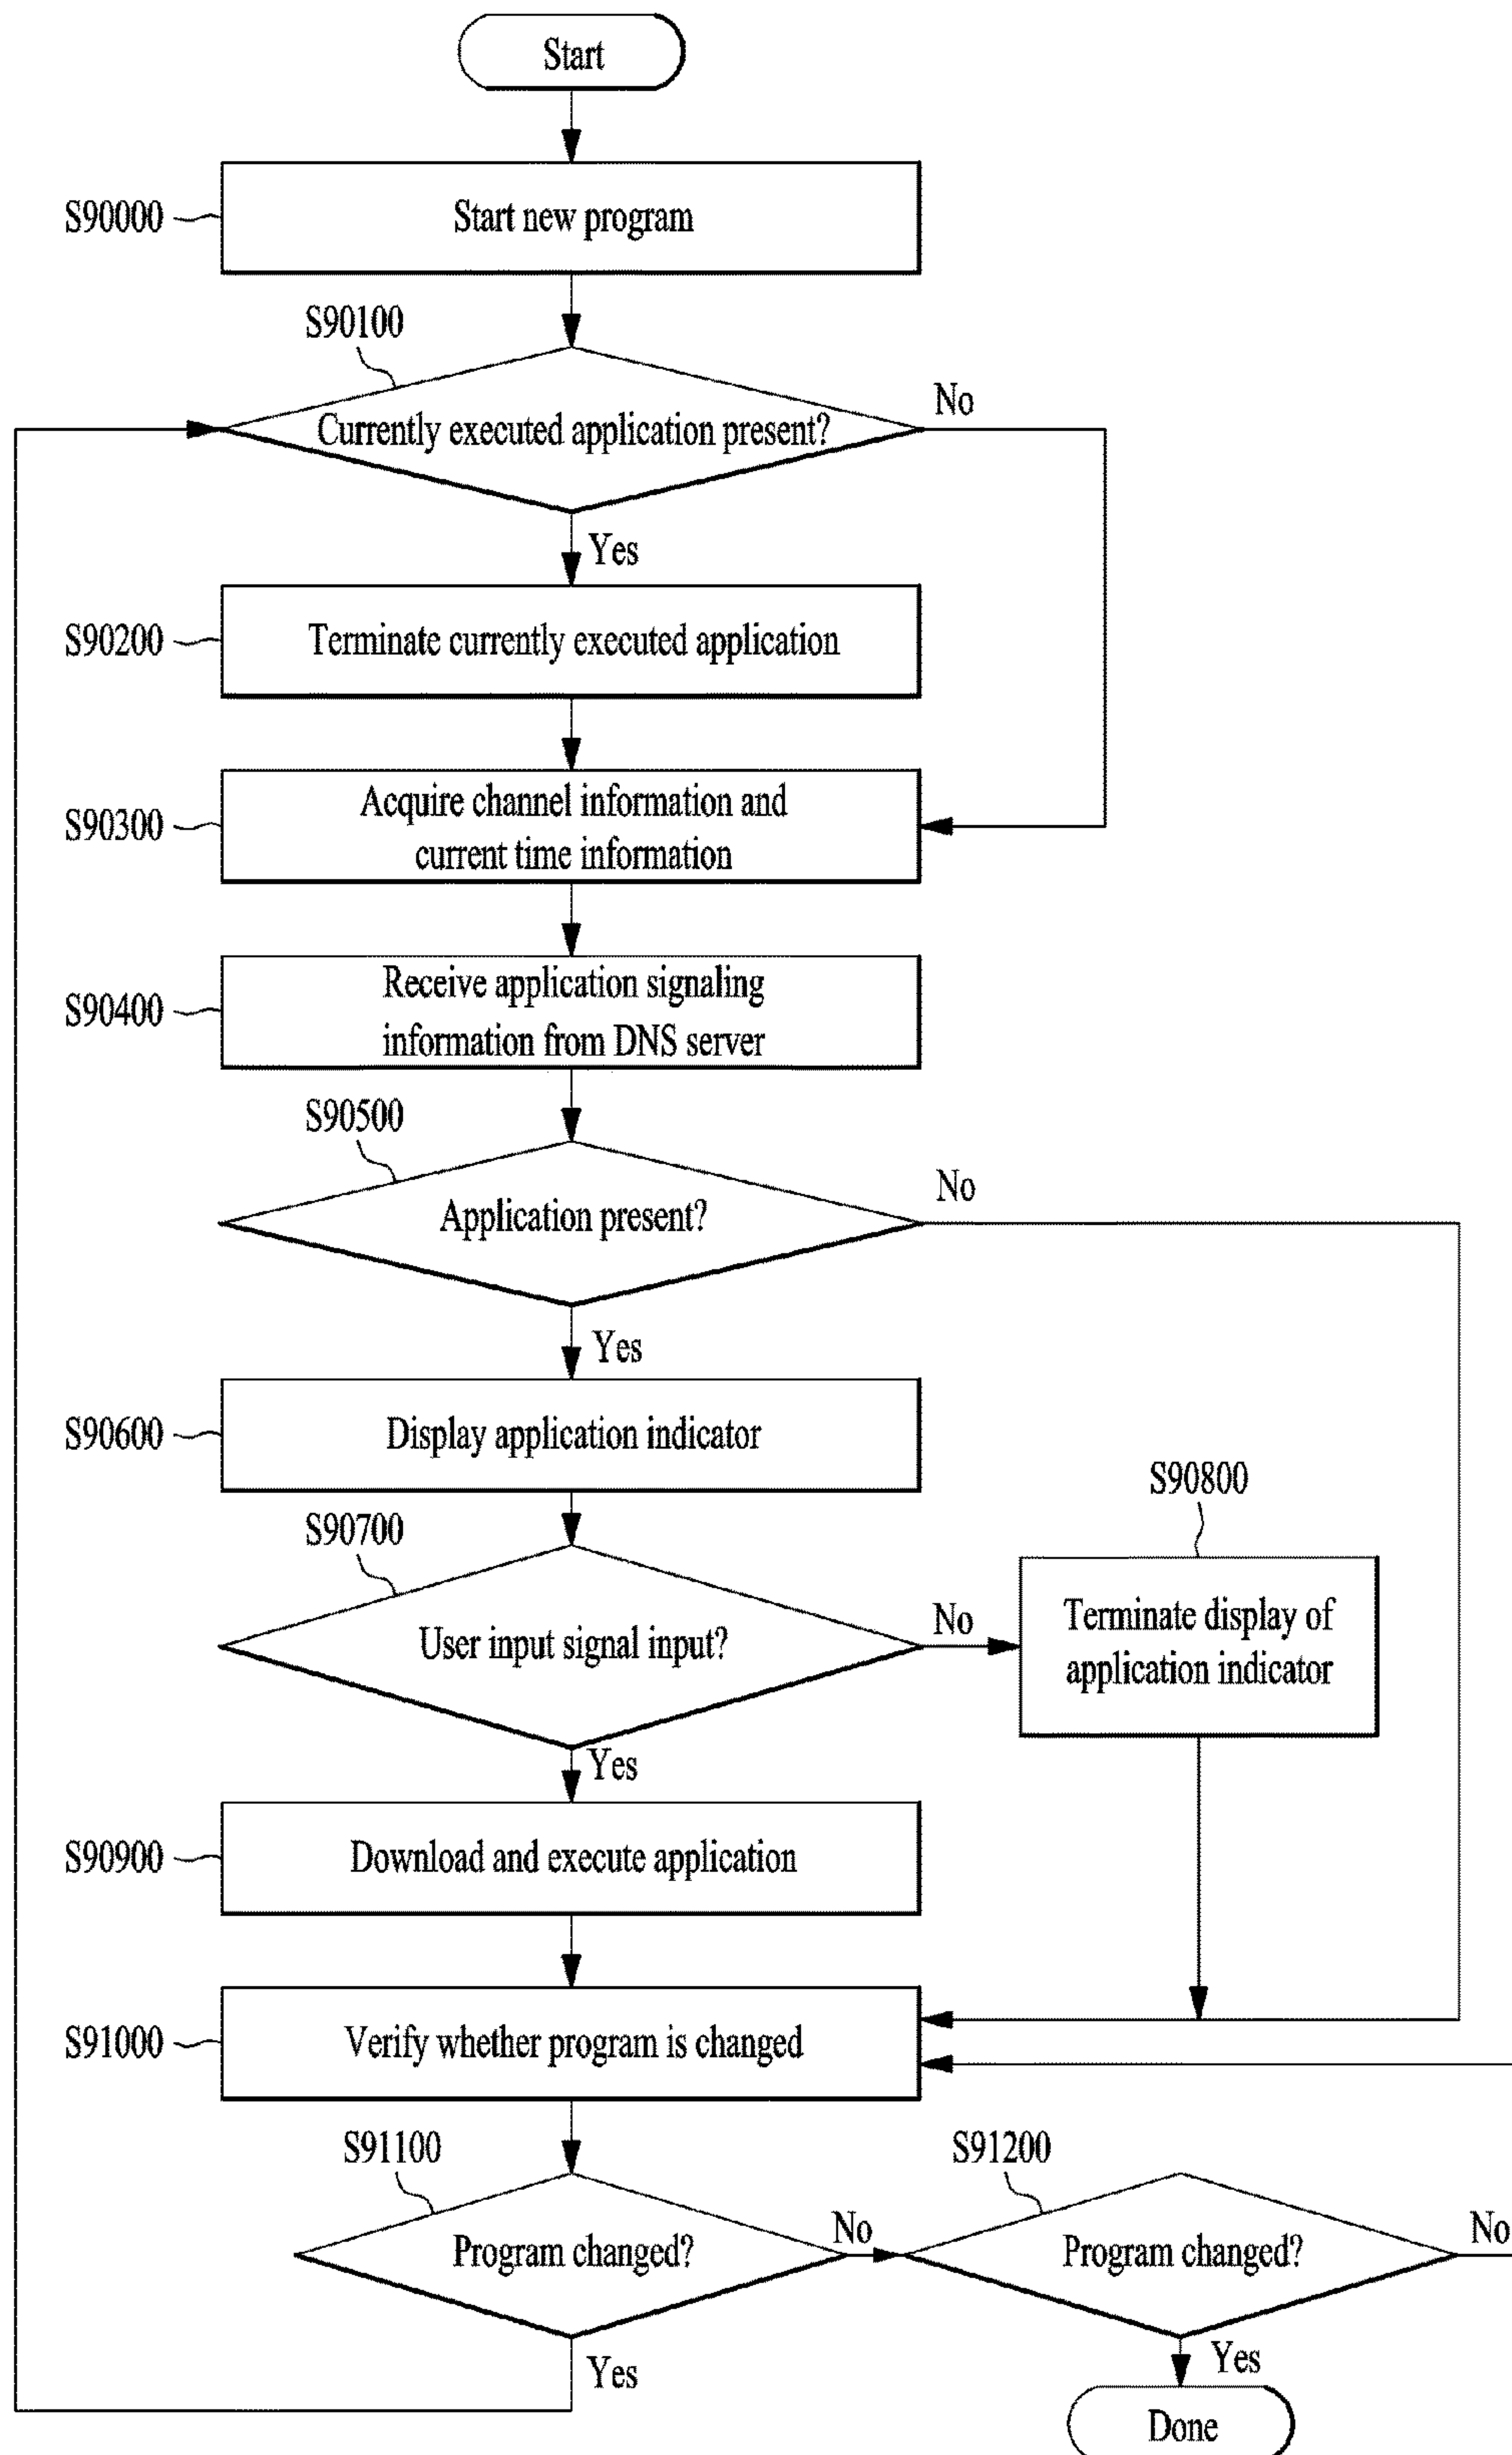 Start
S90000
Start new program
S90100
Currently executed application present?
No
Yes
S90200
Terminate currently executed application
S90300
Acquire channel information and
current time information
S90400
Receive application signaling
information from DNS server
S90500
Application present?
No
Yes
S90600
Display application indicator
S90700
User input signal input?
No
S90800
Terminate display of
application indicator
Yes
S90900
Download and execute application
S91000
Verify whether program is changed
S91100
Program changed?
No
Yes
S91200
Program changed?
No
Yes
Done